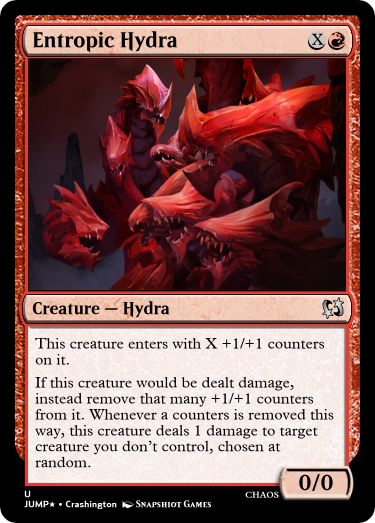 Entropic Hydra X
Creature — Hydra
This creature enters with X +1/+1 counters
on it.
If this creature would be dealt damage,
instead remove that many +1/+1 counters
from it. Whenever a counters is removed this
way, this creature deals 1 damage to target
creature you don't control, chosen at
random.
0/0
U
JUMP★ • Crashington SNAPSHOT GAMES
CHAOS